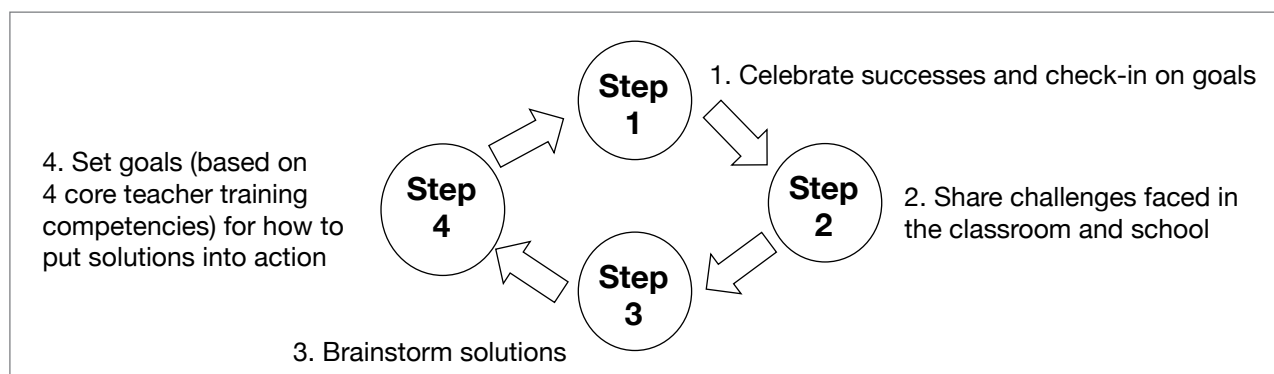 Step
1
1. Celebrate successes and check-in on goals
Step
2
2. Share challenges faced in
the classroom and school
Step
3
3. Brainstorm solutions
Step
4
4. Set goals (based on
4 core teacher training
competencies) for how to
put solutions into action